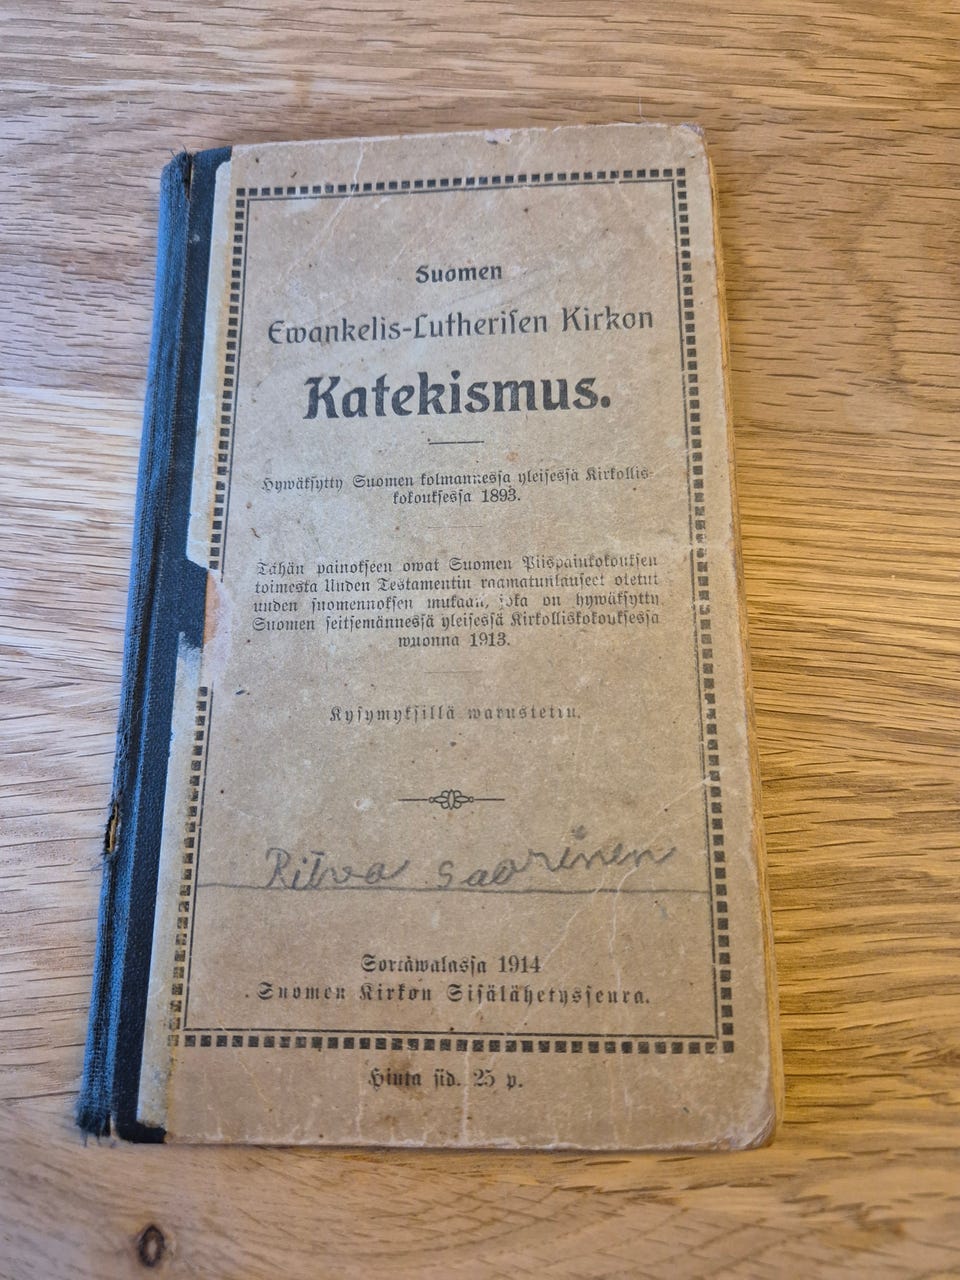 Suomen
Ewankelis-Lutheriſen Kirkon
Katekismus.
Hywäkſytty Suomen kolmannesſa yleiſesſä Kirkollis-
kokoukſesſa 1893.
Tähän painokſeen owat Suomen Piispainkokoukſen
toimesta Uuden Teſtamentin raamatunlauſeet otetut
uuden ſuomennokſen mukaan, joka on hywäkſytty
Suomen ſeitſemännesſä yleiſesſä Kirkolliskokoukſesſa
wuonna 1913.
Kyſymykſillä warustettu.
Ritva Saarinen
Sortawalasſa 1914
Suomen Kirkon Siſälähetysſeura.
Hinta ſid. 25 p.